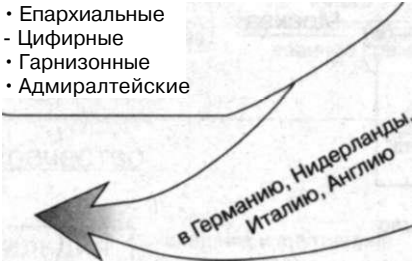 • Епархиальные
- Цифирные
• Гарнизонные
• Адмиралтейские
в Германию, Нидерланды,
Италию, Англию